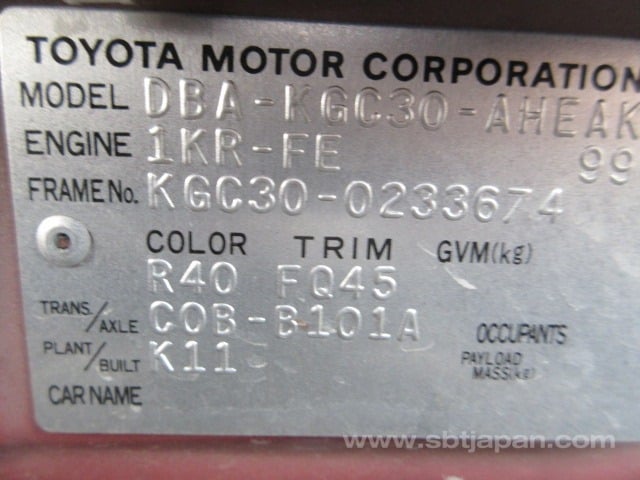 TOYOTA MOTOR CORPORATION
MODEL DBA-KGC30-AHEAK
ENGINE 1KR-FE 99
FRAME No. KGC30-0233674
COLOR TRIM GVM(kg)
R40 FQ45
TRANS./AXLE C0B-B101A OCCUPANTS
PLANT/BUILT K11 PAYLOAD MASS(kg)
CAR NAME
www.sbtjapan.com